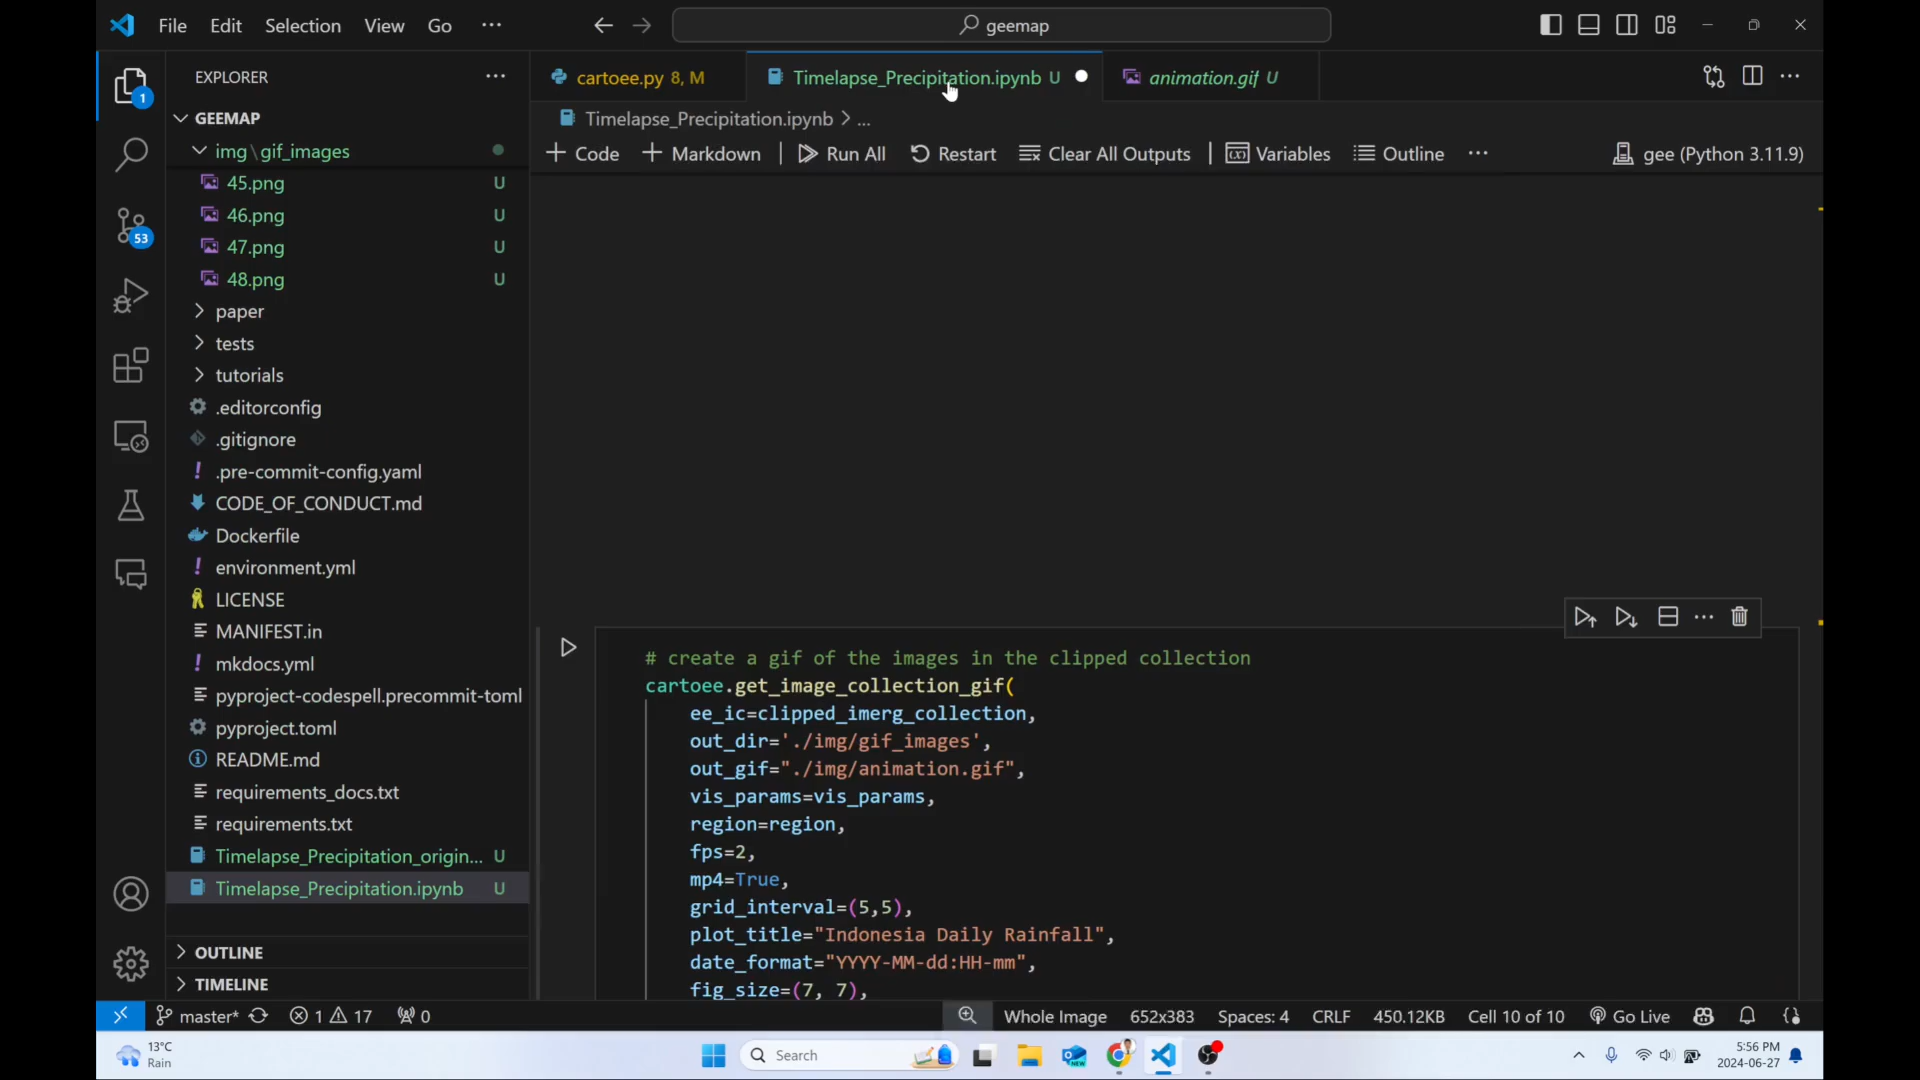 File Edit Selection View Go ··· geemap
EXPLORER ···
cartoee.py 8, M
Timelapse_Precipitation.ipynb U
animation.gif U
Timelapse_Precipitation.ipynb > ...
Code Markdown Run All Restart Clear All Outputs Variables Outline ··· gee (Python 3.11.9)
1
53
GEEMAP
img\gif_images
45.png U
46.png U
47.png U
48.png U
paper
tests
tutorials
.editorconfig
.gitignore
! .pre-commit-config.yaml
CODE_OF_CONDUCT.md
Dockerfile
! environment.yml
LICENSE
MANIFEST.in
! mkdocs.yml
pyproject-codespell.precommit-toml
pyproject.toml
README.md
requirements_docs.txt
requirements.txt
Timelapse_Precipitation_origin... U
Timelapse_Precipitation.ipynb U
OUTLINE
TIMELINE
# create a gif of the images in the clipped collection
cartoee.get_image_collection_gif(
ee_ic=clipped_imerg_collection,
out_dir='./img/gif_images',
out_gif="./img/animation.gif",
vis_params=vis_params,
region=region,
fps=2,
mp4=True,
grid_interval=(5,5),
plot_title="Indonesia Daily Rainfall",
date_format="YYYY-MM-dd:HH-mm",
fig_size=(7, 7),
master* 1 17 0 Whole Image 652x383 Spaces: 4 CRLF 450.12KB Cell 10 of 10 Go Live
13°C
Rain
Search
NEW
5:56 PM
2024-06-27